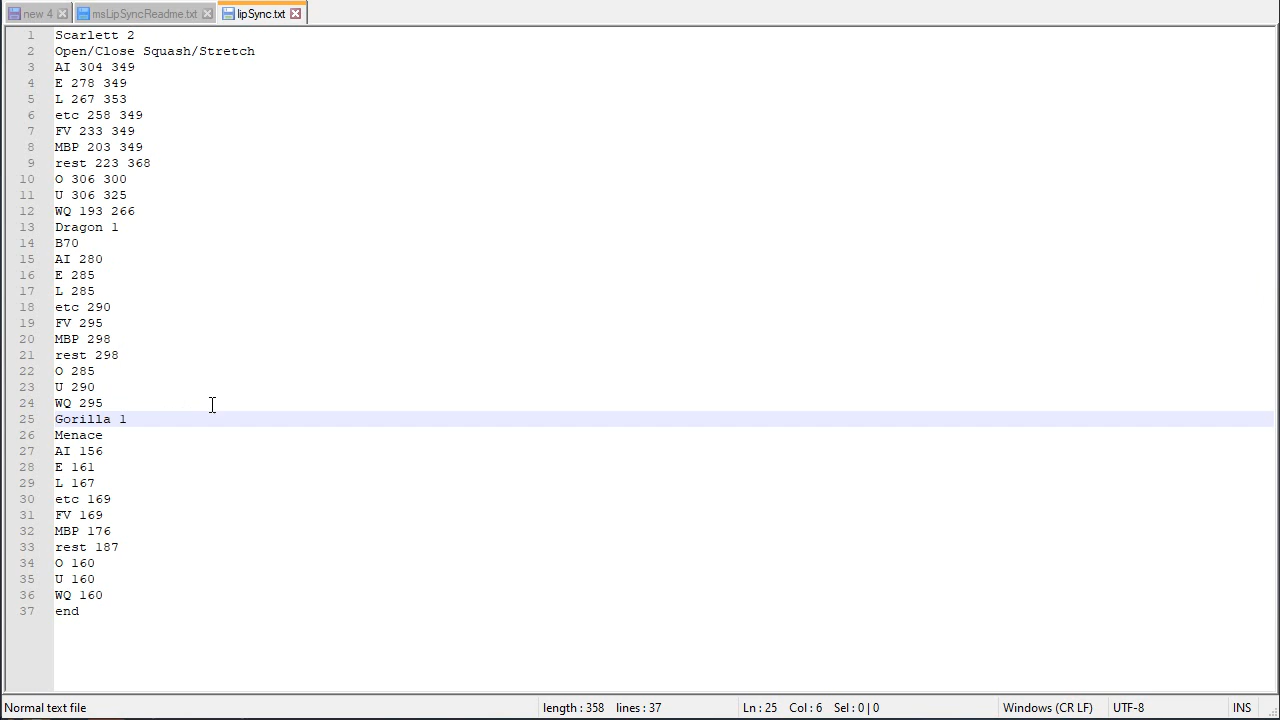 new 4 msLipSyncReadme.txt lipSync.txt
1 Scarlett 2
2 Open/Close Squash/Stretch
3 AI 304 349
4 E 278 349
5 L 267 353
6 etc 258 349
7 FV 233 349
8 MBP 203 349
9 rest 223 368
10 O 306 300
11 U 306 325
12 WQ 193 266
13 Dragon 1
14 B70
15 AI 280
16 E 285
17 L 285
18 etc 290
19 FV 295
20 MBP 298
21 rest 298
22 O 285
23 U 290
24 WQ 295
25 Gorilla 1
26 Menace
27 AI 156
28 E 161
29 L 167
30 etc 169
31 FV 169
32 MBP 176
33 rest 187
34 O 160
35 U 160
36 WQ 160
37 end
Normal text file length : 358 lines : 37 Ln : 25 Col : 6 Sel : 0 | 0 Windows (CR LF) UTF-8 INS